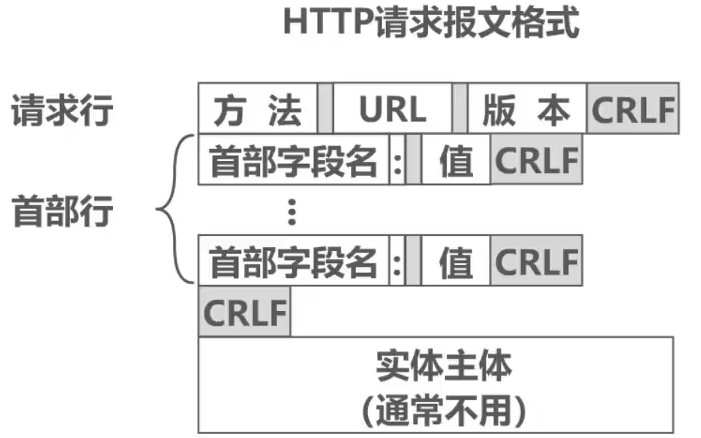 HTTP请求报文格式
请求行 方 法 URL 版 本 CRLF
首部字段名 : 值 CRLF
首部行
⋮
首部字段名 : 值 CRLF
CRLF
实体主体
（通常不用）